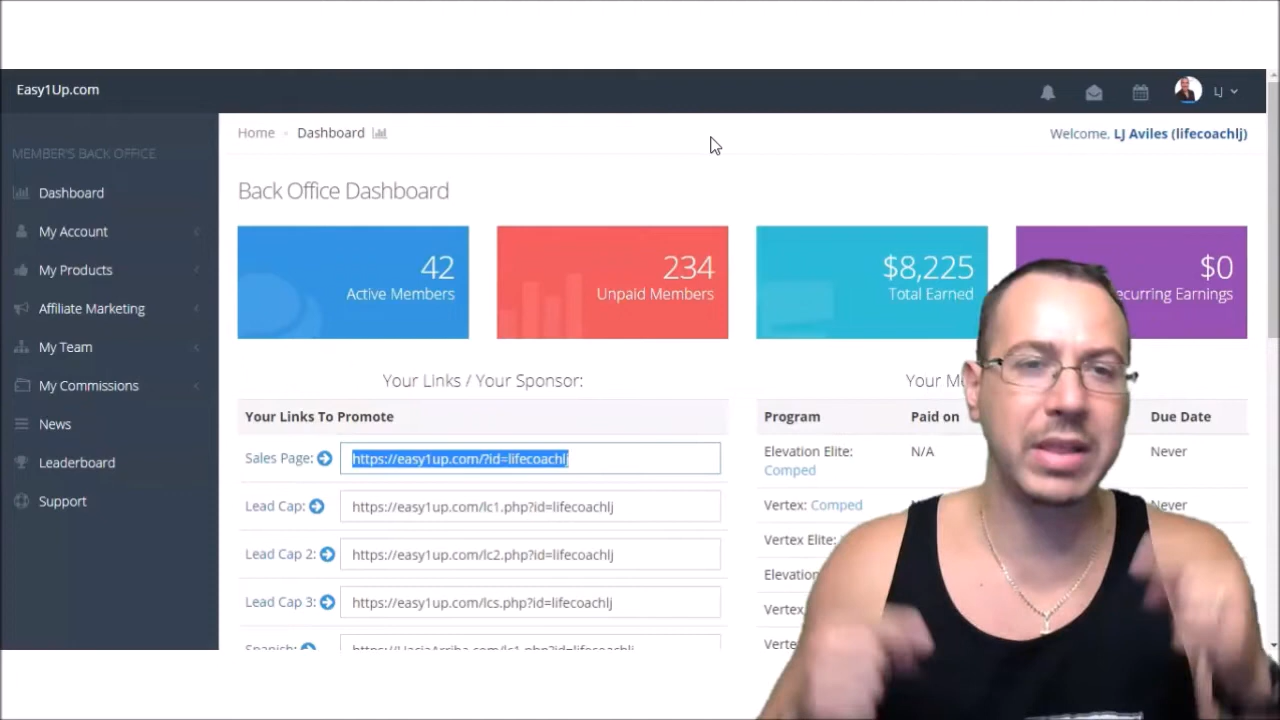 Easy1Up.com
LJ
MEMBER'S BACK OFFICE
Dashboard
My Account
My Products
Affiliate Marketing
My Team
My Commissions
News
Leaderboard
Support
Home
Dashboard
Welcome, LJ Aviles (lifecoachlj)
Back Office Dashboard
42
Active Members
234
Unpaid Members
$8,225
Total Earned
$0
ecurring Earnings
Your Links / Your Sponsor:
Your Links To Promote
Sales Page:
https://easy1up.com/?id=lifecoachlj
Lead Cap:
https://easy1up.com/lc1.php?id=lifecoachlj
Lead Cap 2:
https://easy1up.com/lc2.php?id=lifecoachlj
Lead Cap 3:
https://easy1up.com/lcs.php?id=lifecoachlj
Your M
Program Paid on Due Date
Elevation Elite: Comped N/A Never
Vertex: Comped Never
Vertex Elite:
Elevation
Vertex